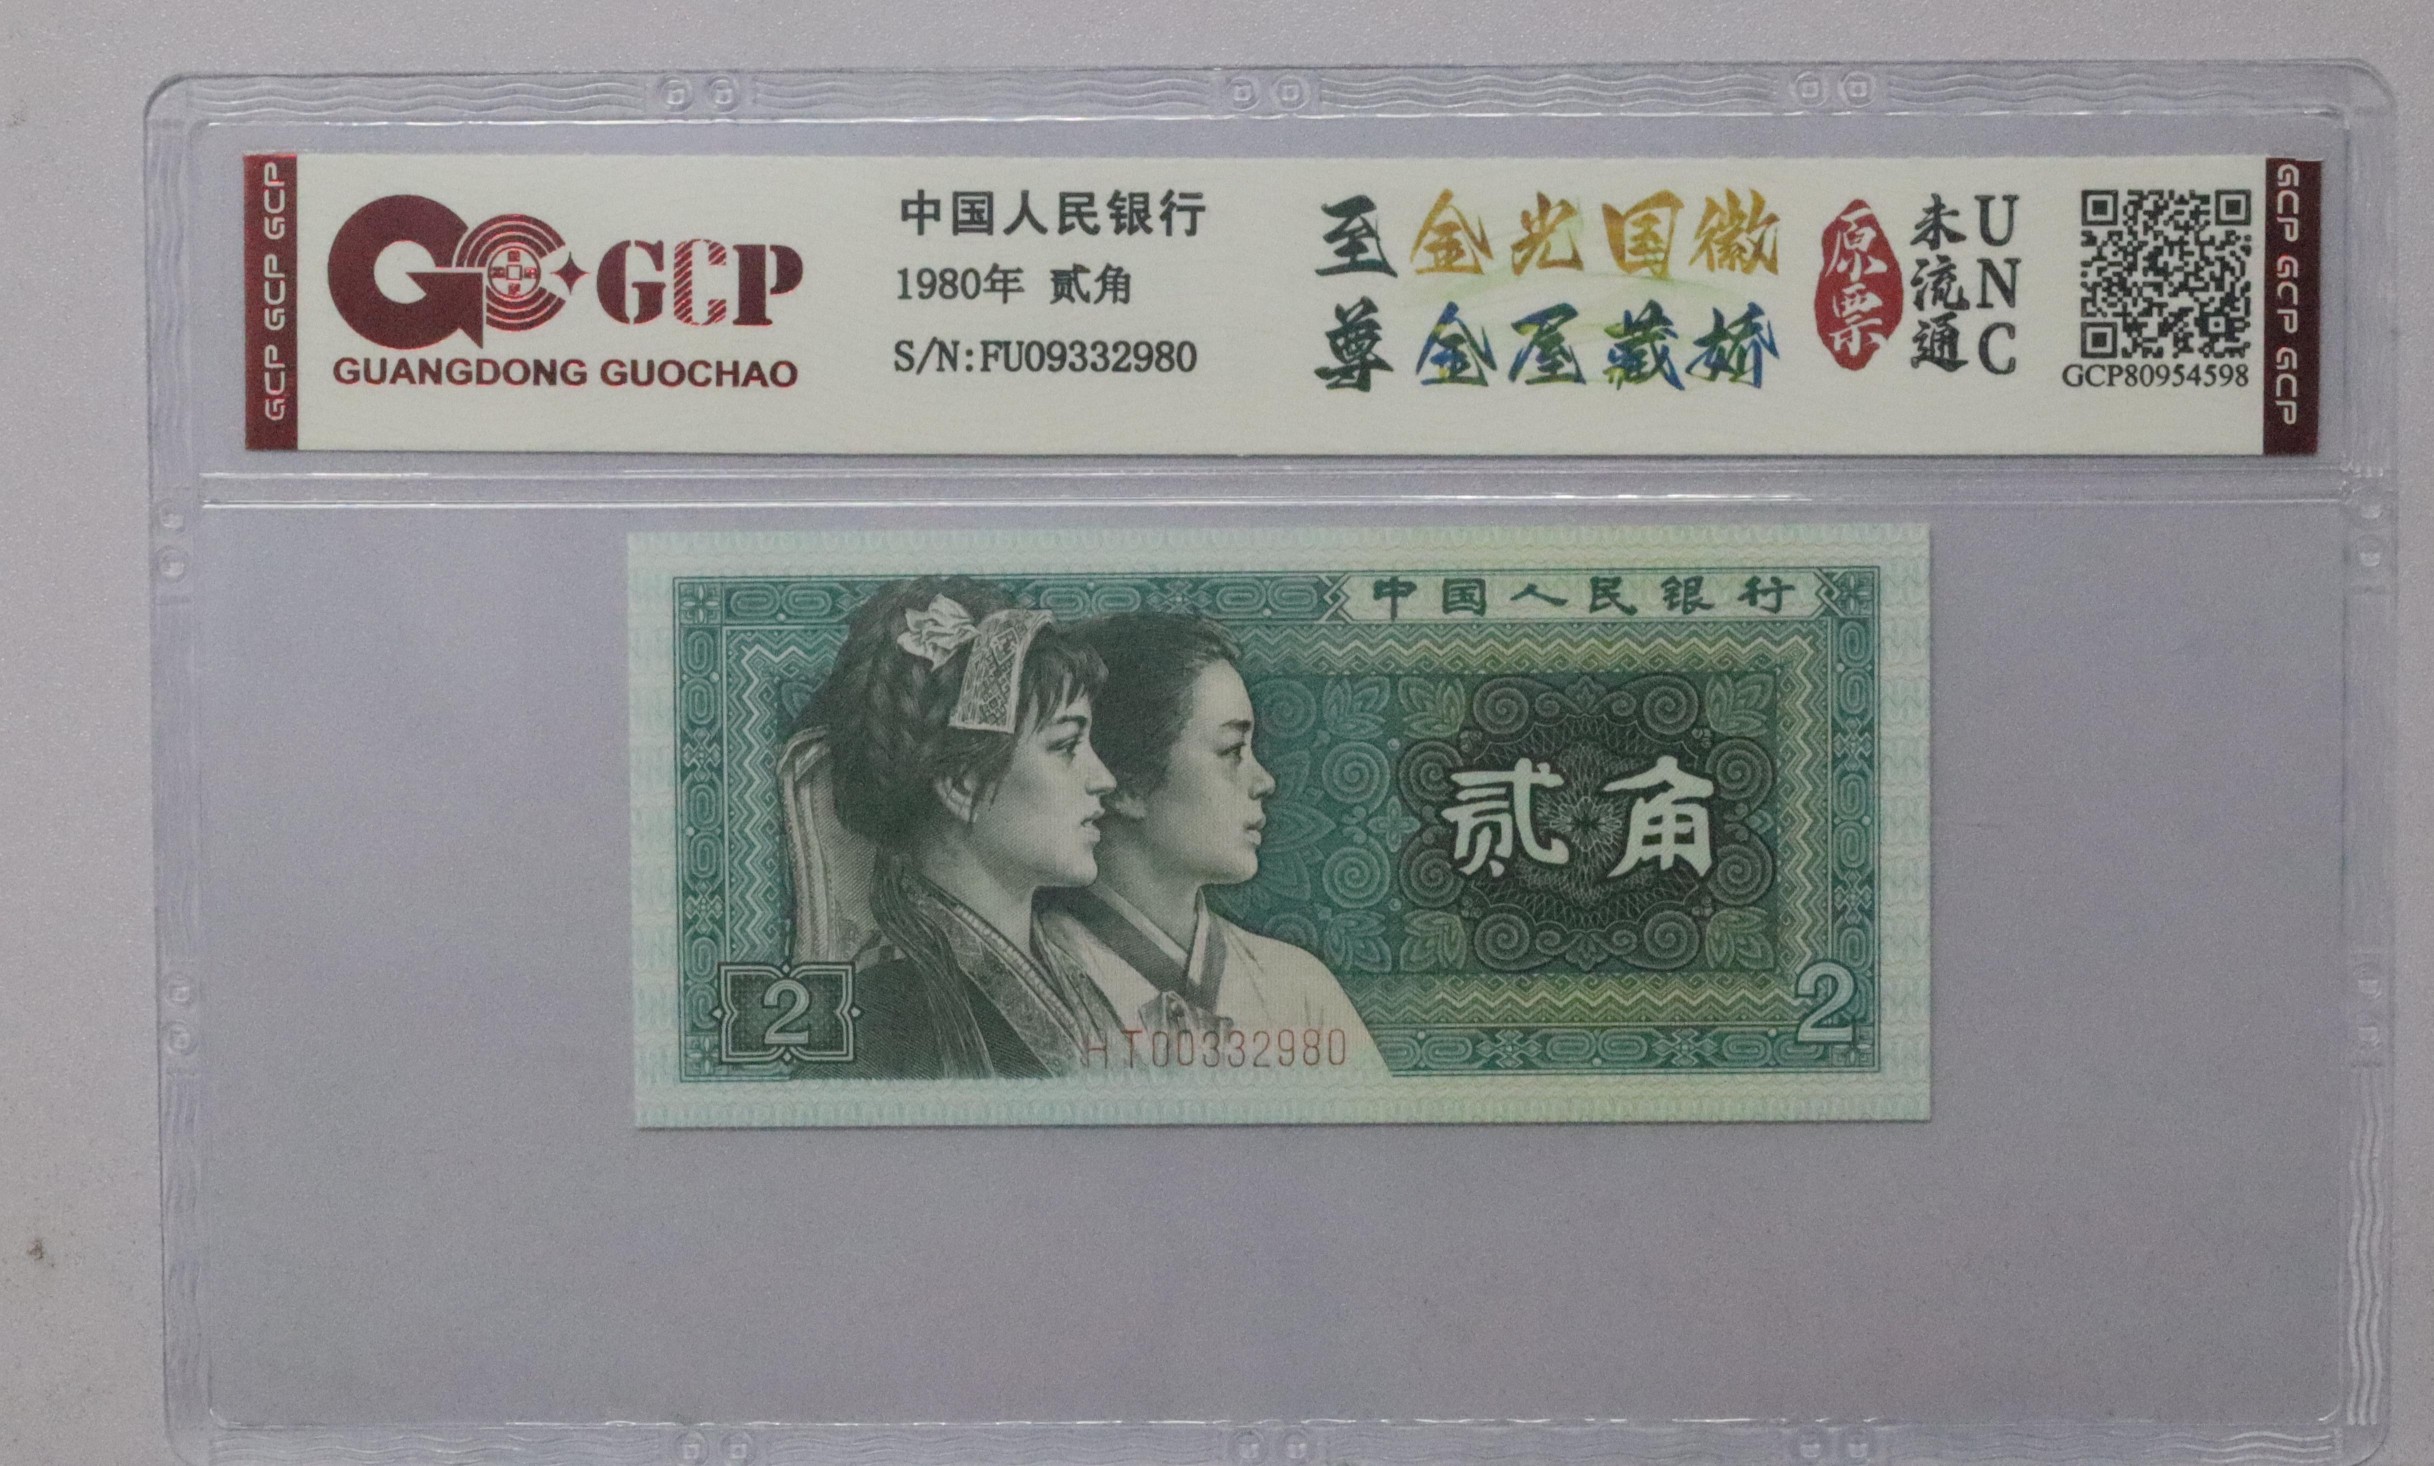 GCP GCP GCP
GCP
GUANGDONG GUOCHAO
中国人民银行
1980年 贰角
S/N:FU09332980
至尊
金光国徽
金屋藏娇
原票
未流通
UNC
GCP80954598
GCP GCP GCP
中国人民银行
贰角
2
HT00332980
2